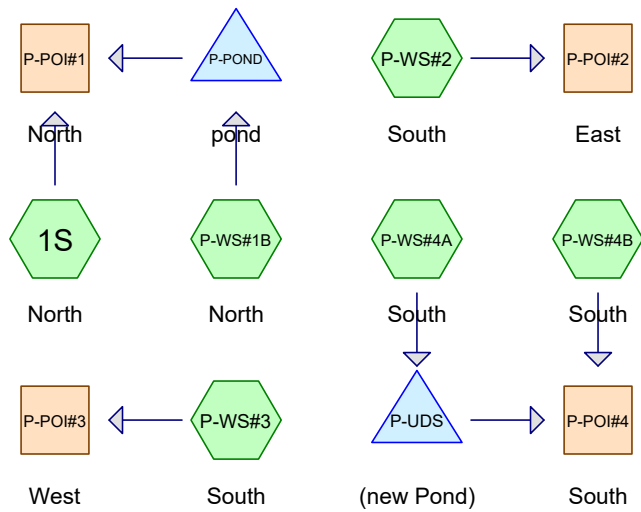 P-POI#1
P-POND
P-WS#2
P-POI#2
North
pond
South
East
1S
P-WS#1B
P-WS#4A
P-WS#4B
North
North
South
South
P-POI#3
P-WS#3
P-UDS
P-POI#4
West
South
(new Pond)
South